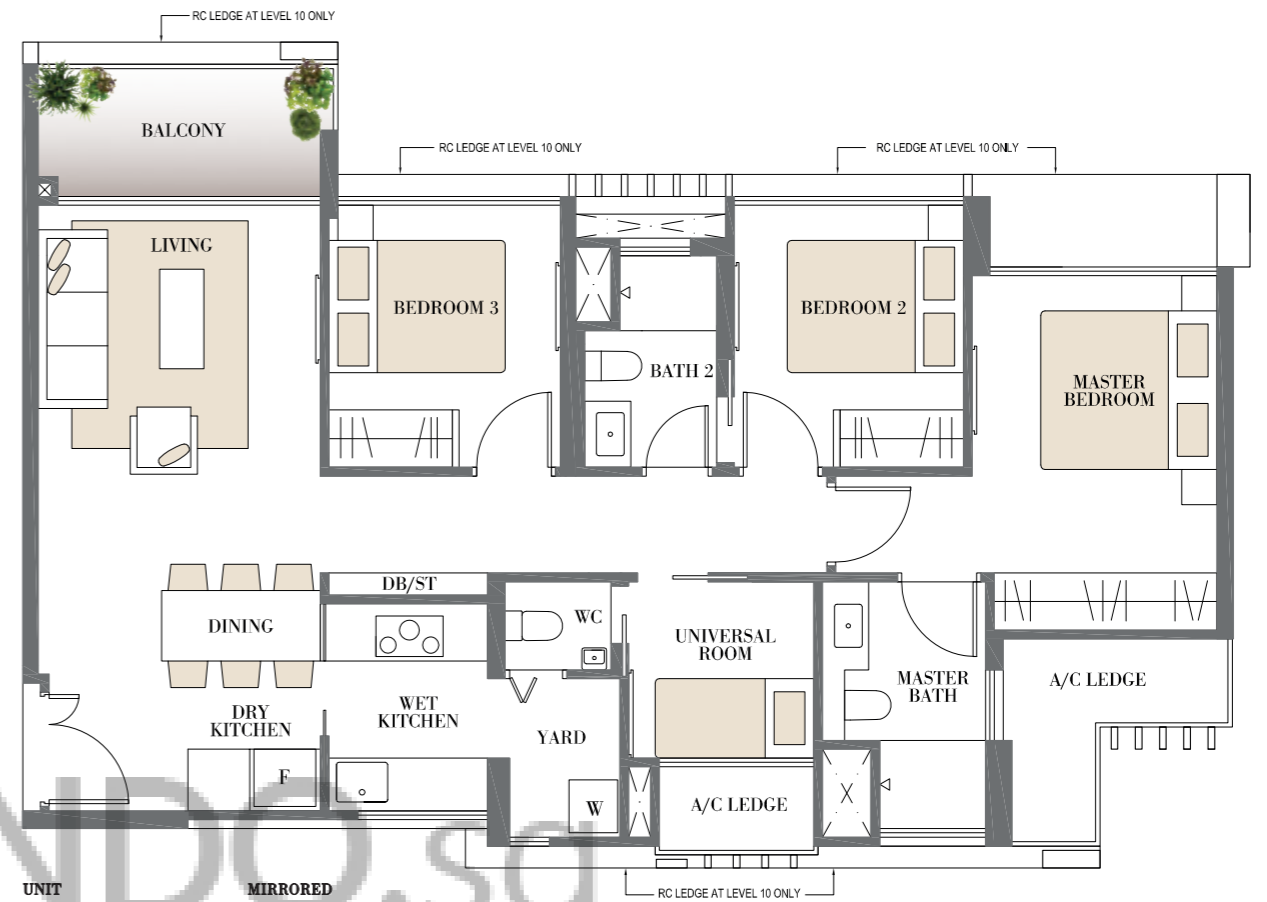 RC LEDGE AT LEVEL 10 ONLY
BALCONY
RC LEDGE AT LEVEL 10 ONLY
RC LEDGE AT LEVEL 10 ONLY
LIVING
BEDROOM 3
BEDROOM 2
BATH 2
MASTER
BEDROOM
DB/ST
WC
DINING
UNIVERSAL
ROOM
MASTER
BATH
A/C LEDGE
DRY
KITCHEN
WET
KITCHEN
YARD
F
W
A/C LEDGE
NDO.sg
UNIT
MIRRORED
RC LEDGE AT LEVEL 10 ONLY